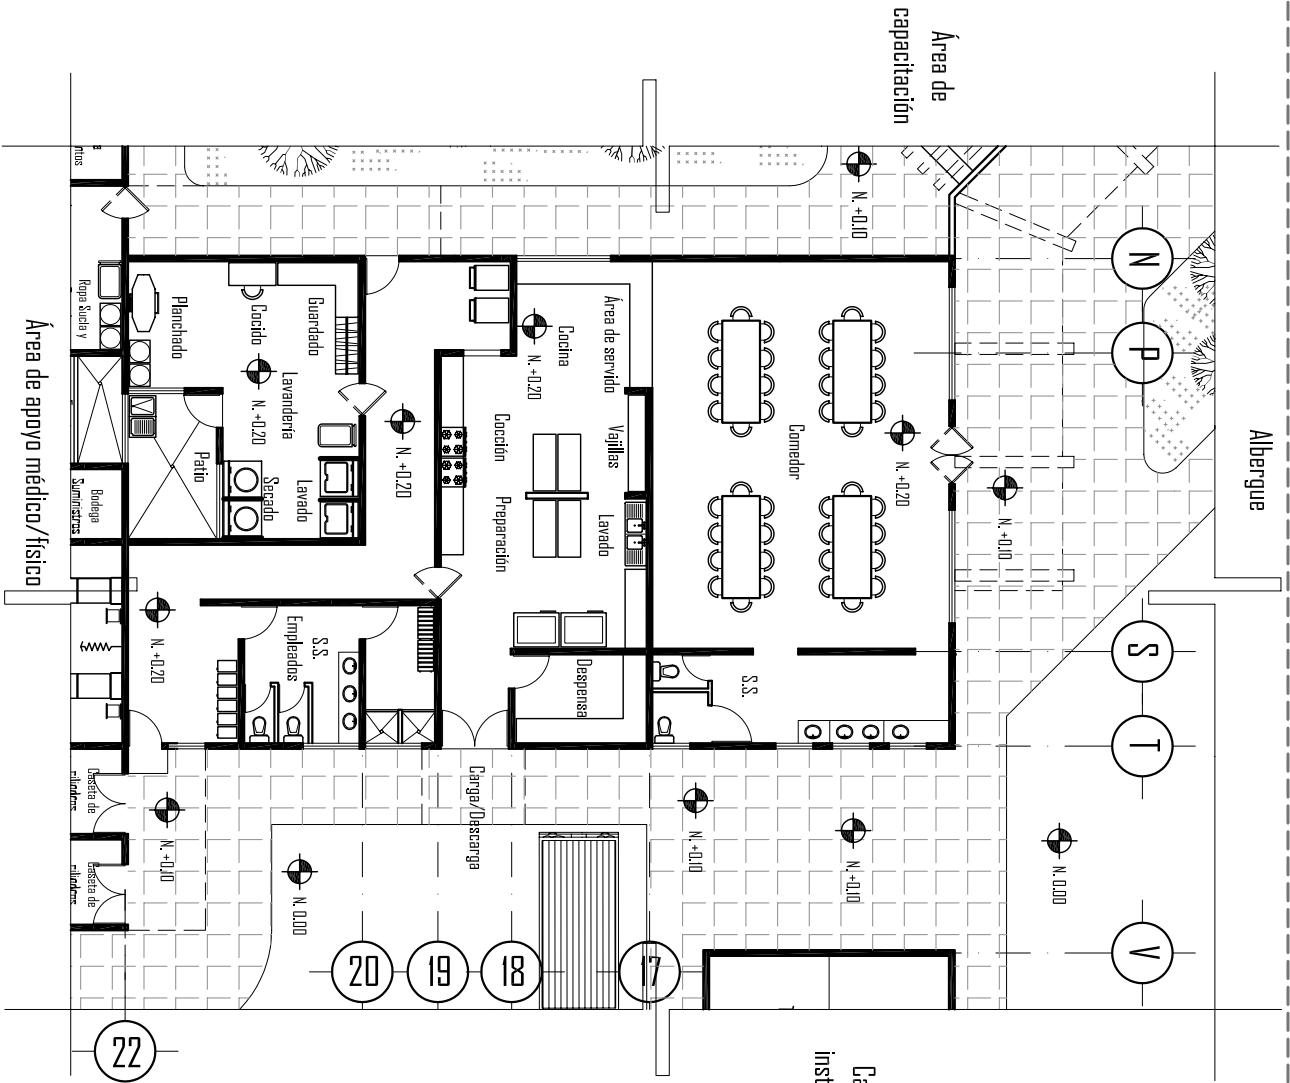 Área de
capacitación
N. +0.10
N
P
Albergue
Guardado
Cocido
Planchado
Lavandería
N. +0.20
Patio
Secado
Lavado
Ropa Sucia y
Bodega
Suministros
Área de apoyo médico/físico
Área de servido
Cocina
N. +0.20
Vajillas
Cocción
Preparación
Lavado
N. +0.20
Comedor
N. +0.20
N. +0.10
N. +0.20
S.S.
Empleados
Despensa
S.S.
S
T
V
Carga/Descarga
Caseta de
Caseta de
N. +0.10
N. 0.00
N. +0.10
N. +0.10
N. 0.00
20
19
18
17
22